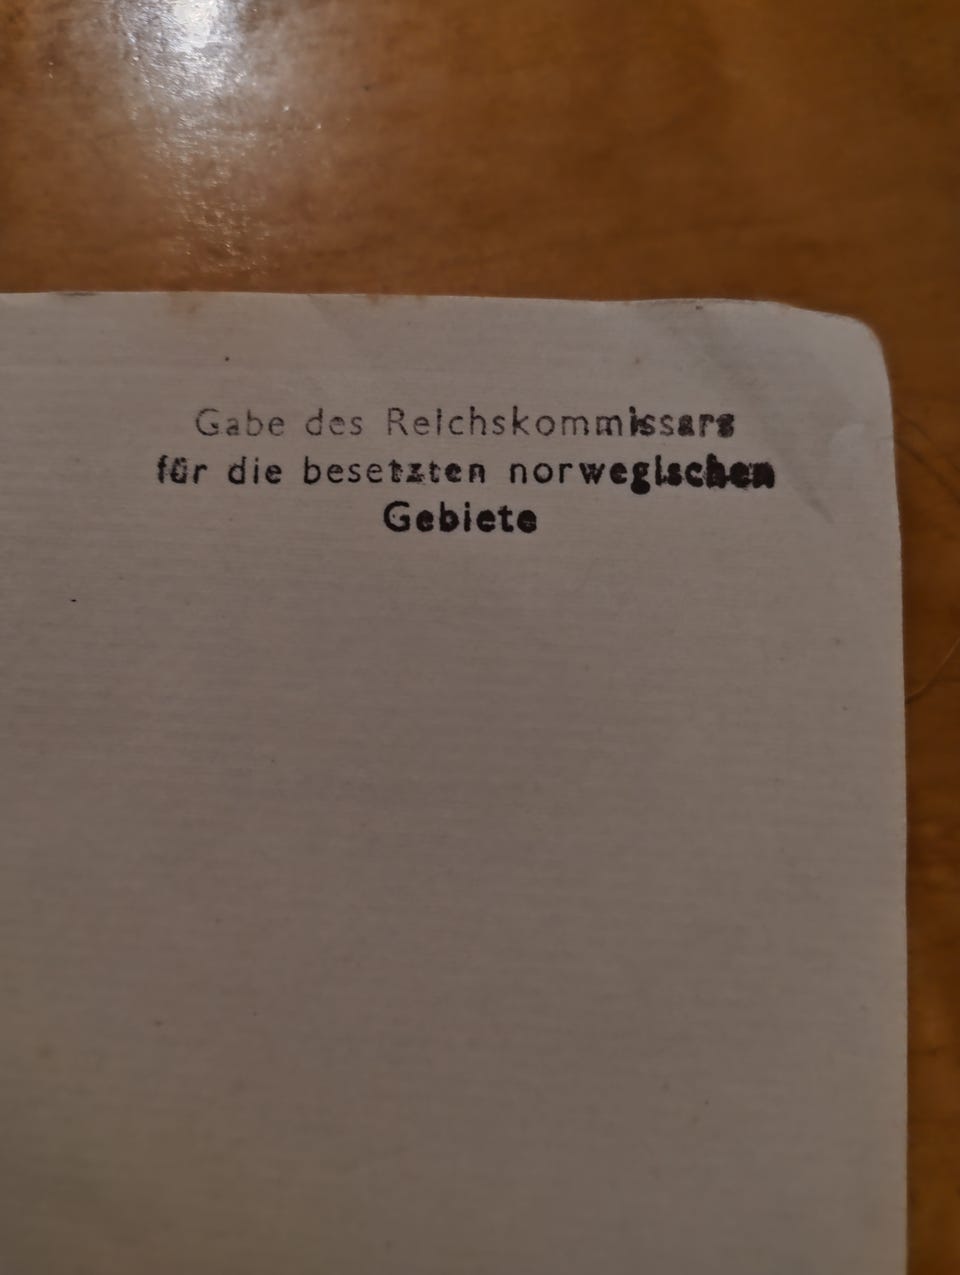 Gabe des Reichskommissars
für die besetzten norwegischen
Gebiete